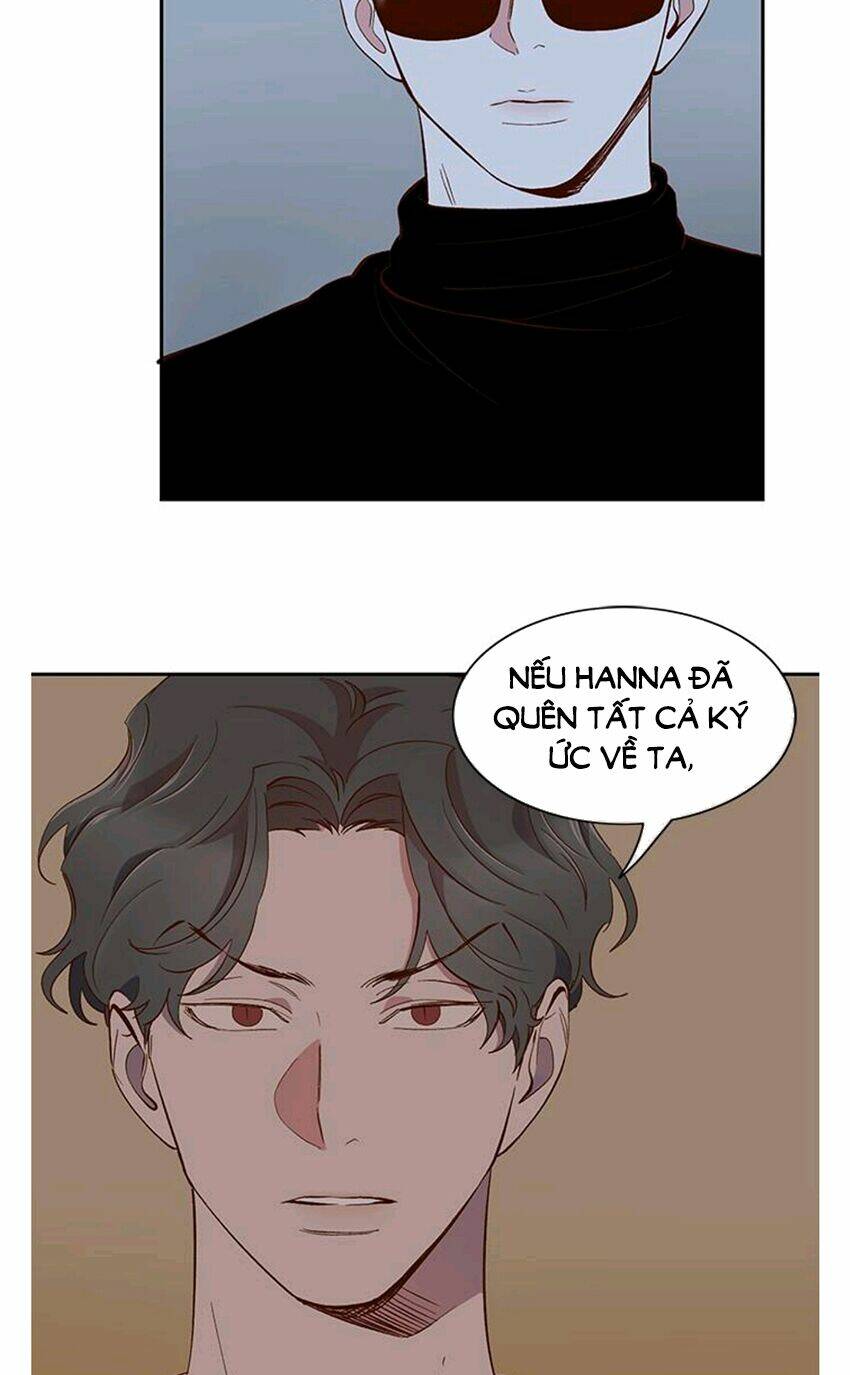 NẾU HANNA ĐÃ
QUÊN TẤT CẢ KÝ
ỨC VỀ TA,